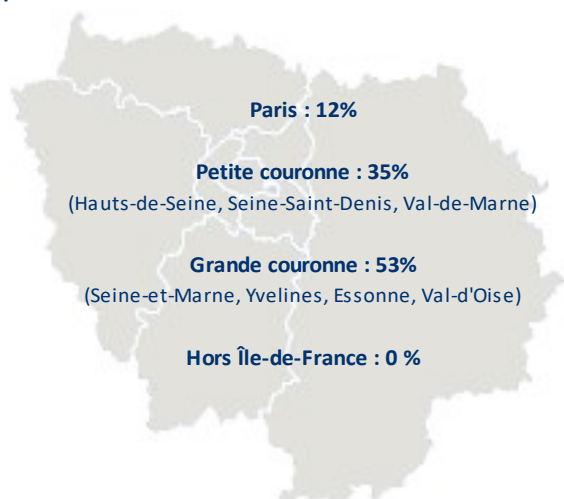 Paris : 12%
Petite couronne : 35%
(Hauts-de-Seine, Seine-Saint-Denis, Val-de-Marne)
Grande couronne : 53%
(Seine-et-Marne, Yvelines, Essonne, Val-d'Oise)
Hors Île-de-France : 0 %